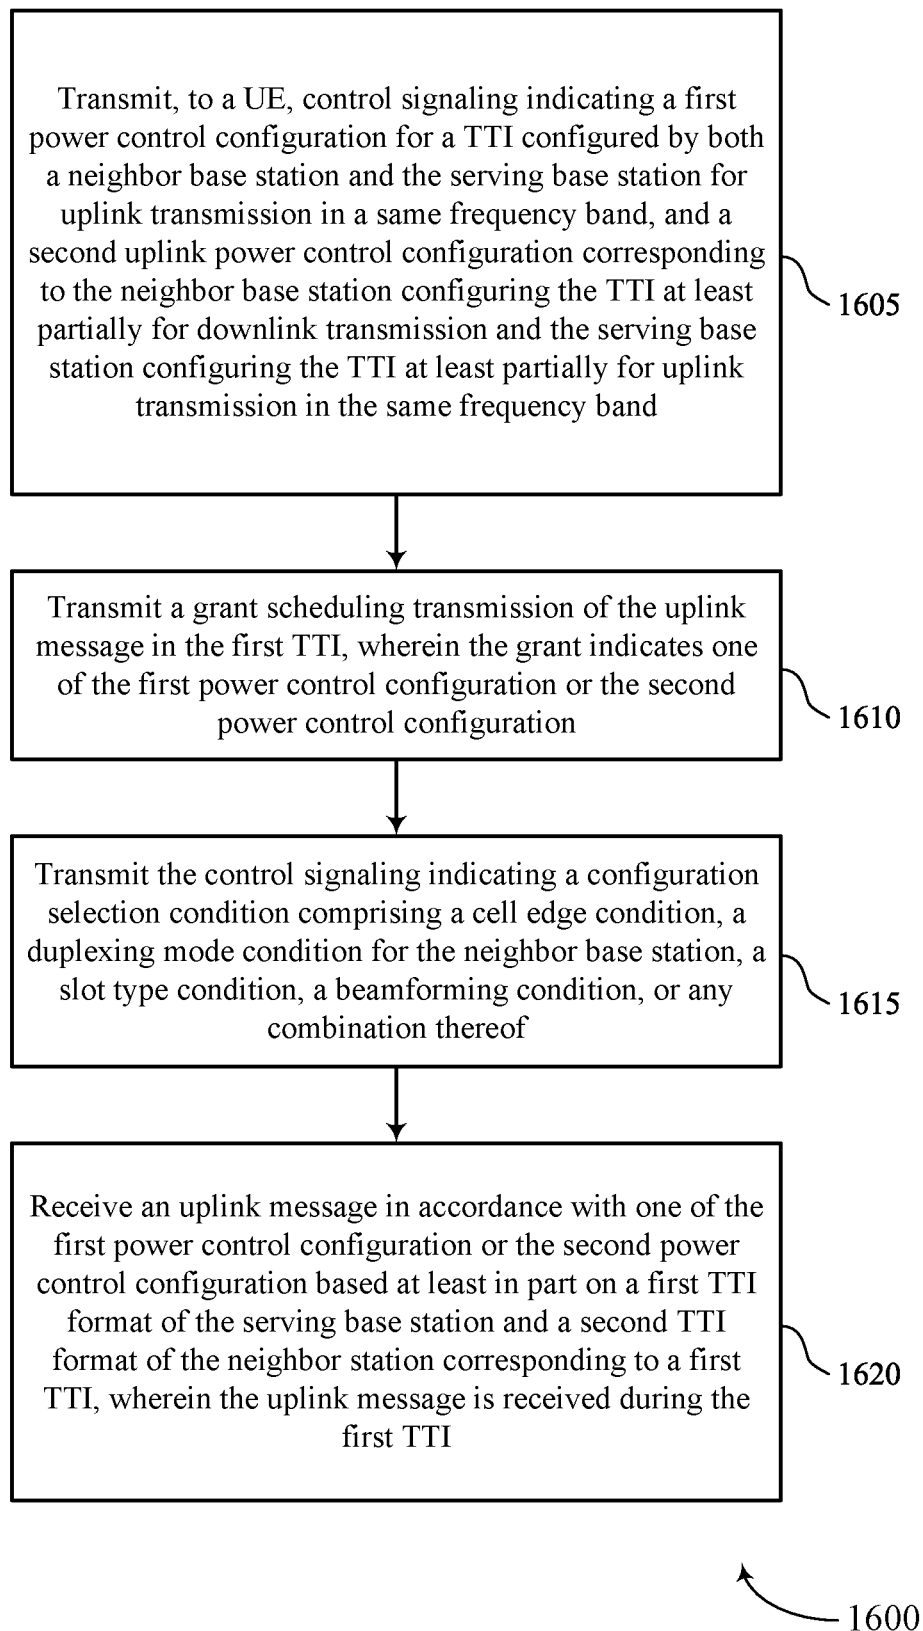 Transmit, to a UE, control signaling indicating a first
power control configuration for a TTI configured by both
a neighbor base station and the serving base station for
uplink transmission in a same frequency band, and a
second uplink power control configuration corresponding
to the neighbor base station configuring the TTI at least
partially for downlink transmission and the serving base
station configuring the TTI at least partially for uplink
transmission in the same frequency band
1605
Transmit a grant scheduling transmission of the uplink
message in the first TTI, wherein the grant indicates one
of the first power control configuration or the second
power control configuration
1610
Transmit the control signaling indicating a configuration
selection condition comprising a cell edge condition, a
duplexing mode condition for the neighbor base station, a
slot type condition, a beamforming condition, or any
combination thereof
1615
Receive an uplink message in accordance with one of the
first power control configuration or the second power
control configuration based at least in part on a first TTI
format of the serving base station and a second TTI
format of the neighbor station corresponding to a first
TTI, wherein the uplink message is received during the
first TTI
1620
1600